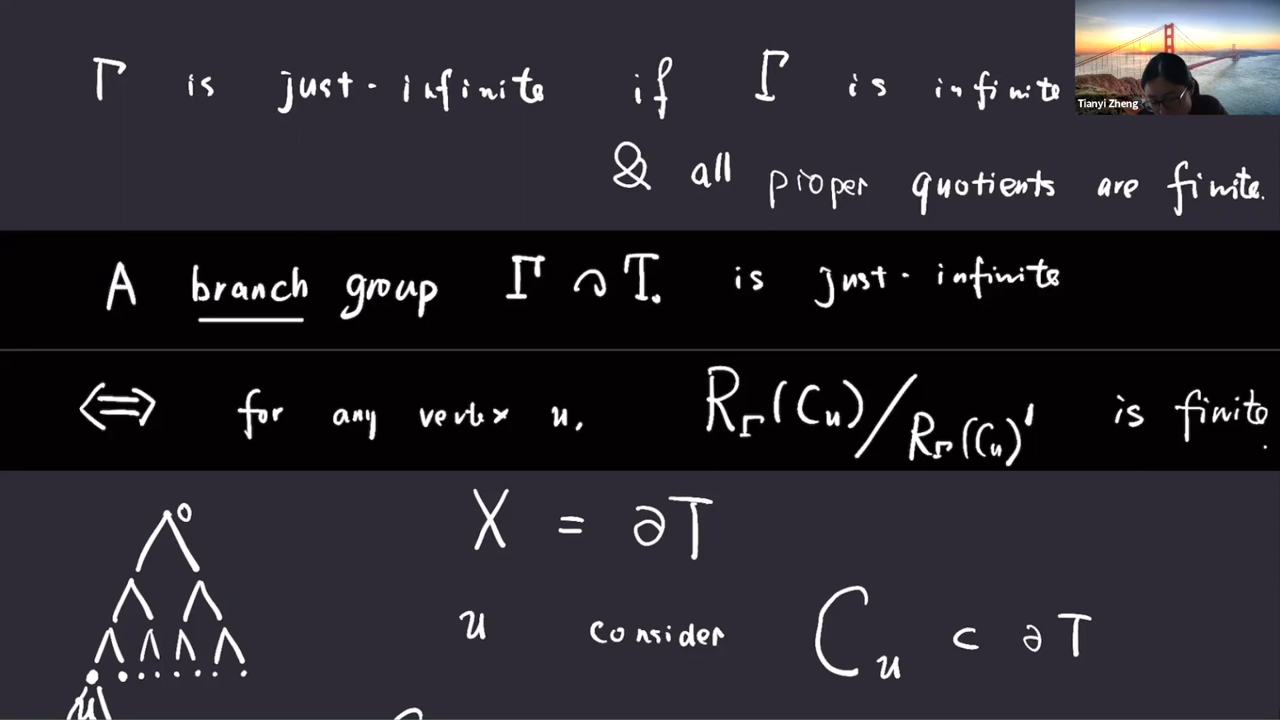 Γ is just-infinite if Γ is infinite
Tianyi Zheng
& all proper quotients are finite.
A branch group Γ ↷ T. is just-infinite
⟺ for any vertex u, R_Γ(C_u) / R_Γ(C_u)' is finite.
o
X = ∂T
u consider C_u ⊂ ∂T
u